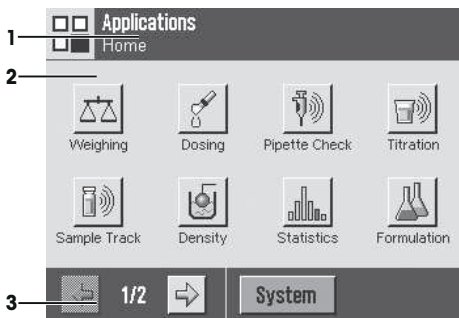 Applications
1 Home
2
Weighing Dosing Pipette Check Titration
Sample Track Density Statistics Formulation
3 1/2 System